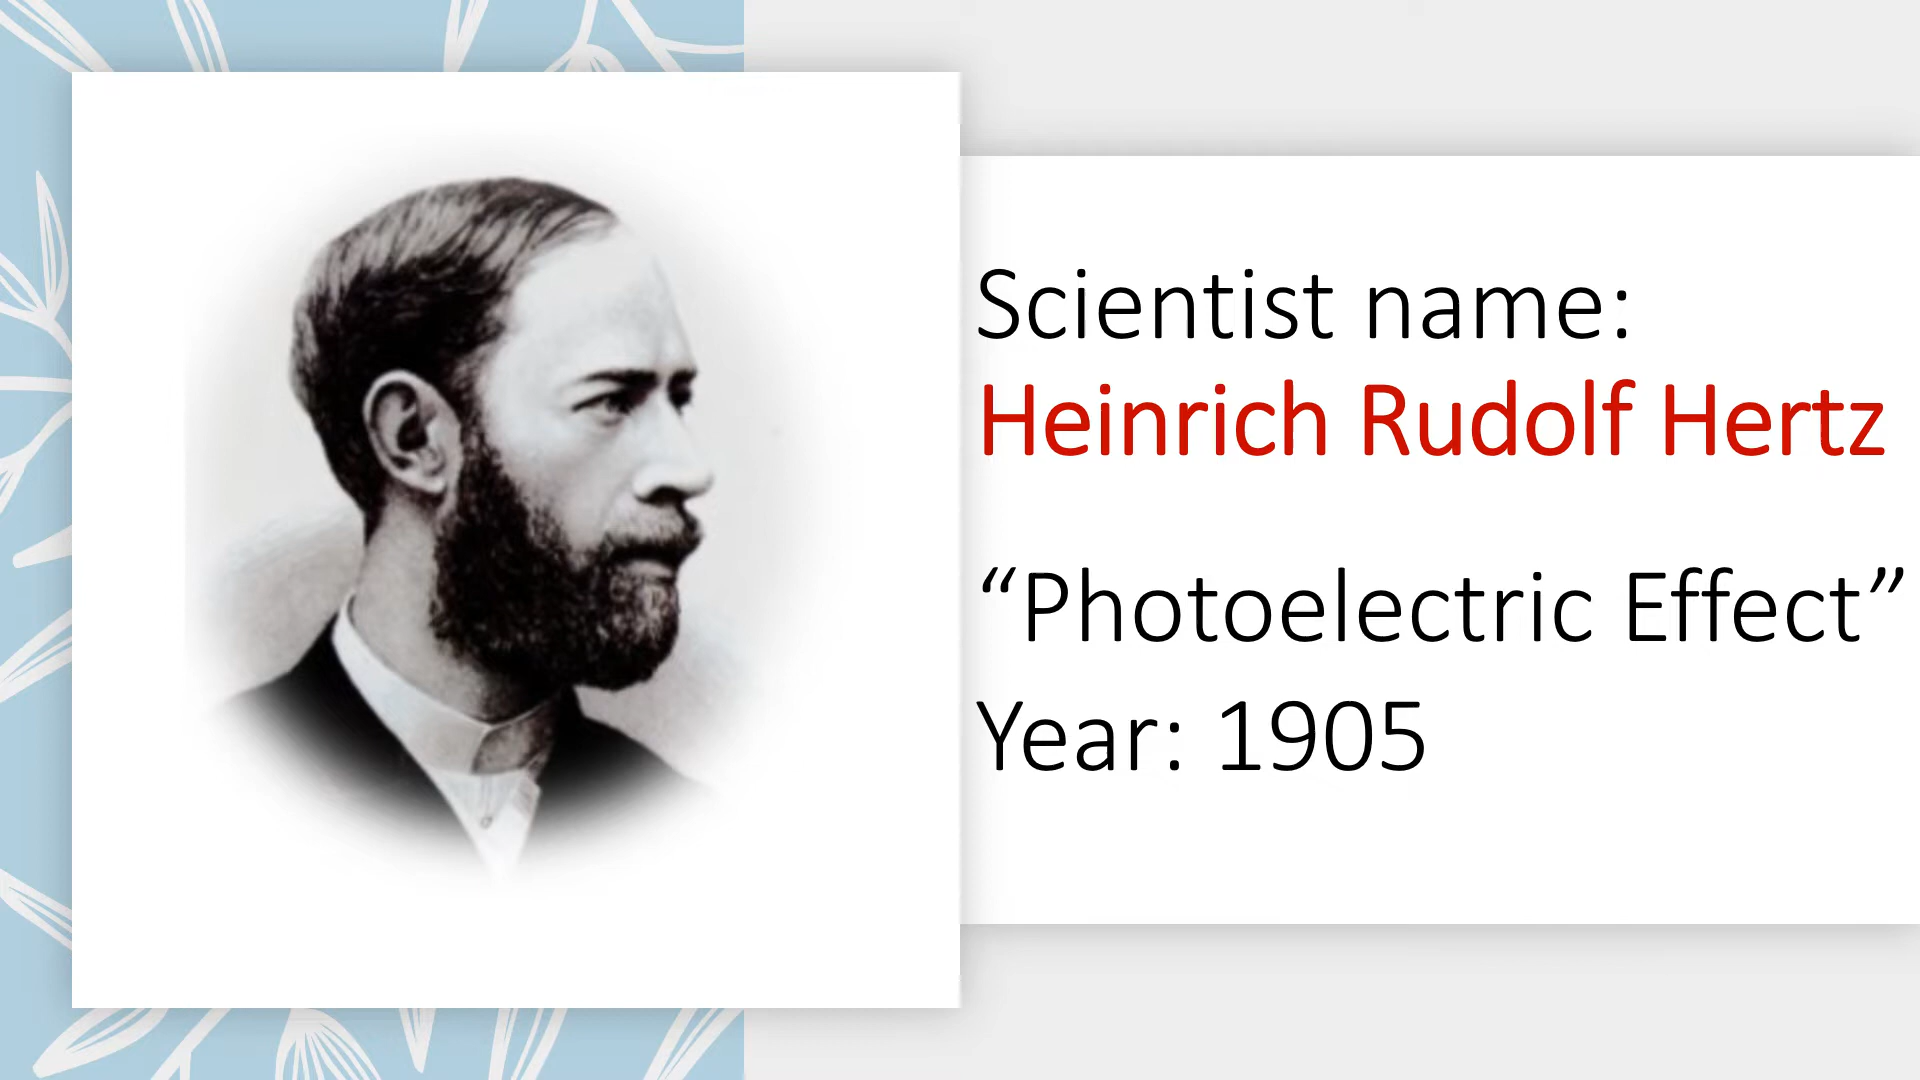 Scientist name:
Heinrich Rudolf Hertz
“Photoelectric Effect”
Year: 1905